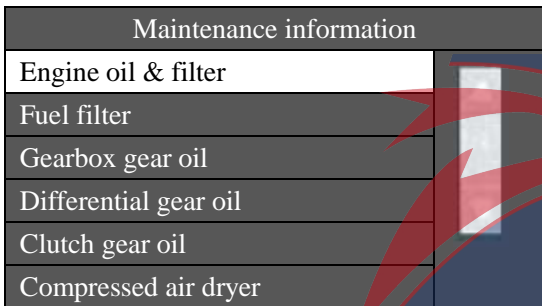 Maintenance information
Engine oil & filter
Fuel filter
Gearbox gear oil
Differential gear oil
Clutch gear oil
Compressed air dryer